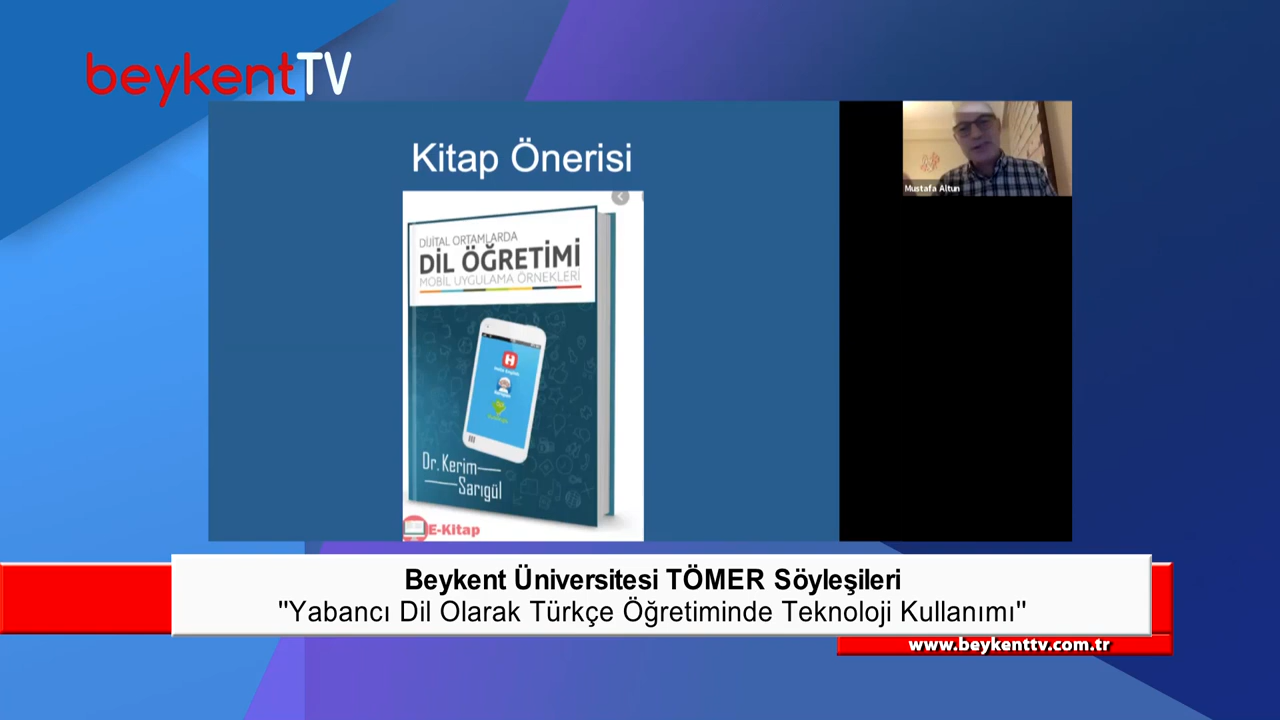 beykentTV
Kitap Önerisi
Mustafa Altun
DİJİTAL ORTAMLARDA
DİL ÖĞRETİMİ
MOBİL UYGULAMA ÖRNEKLERİ
H
Dr. Kerim
Sarıgül
E-Kitap
Beykent Üniversitesi TÖMER Söyleşileri
"Yabancı Dil Olarak Türkçe Öğretiminde Teknoloji Kullanımı"
www.beykenttv.com.tr